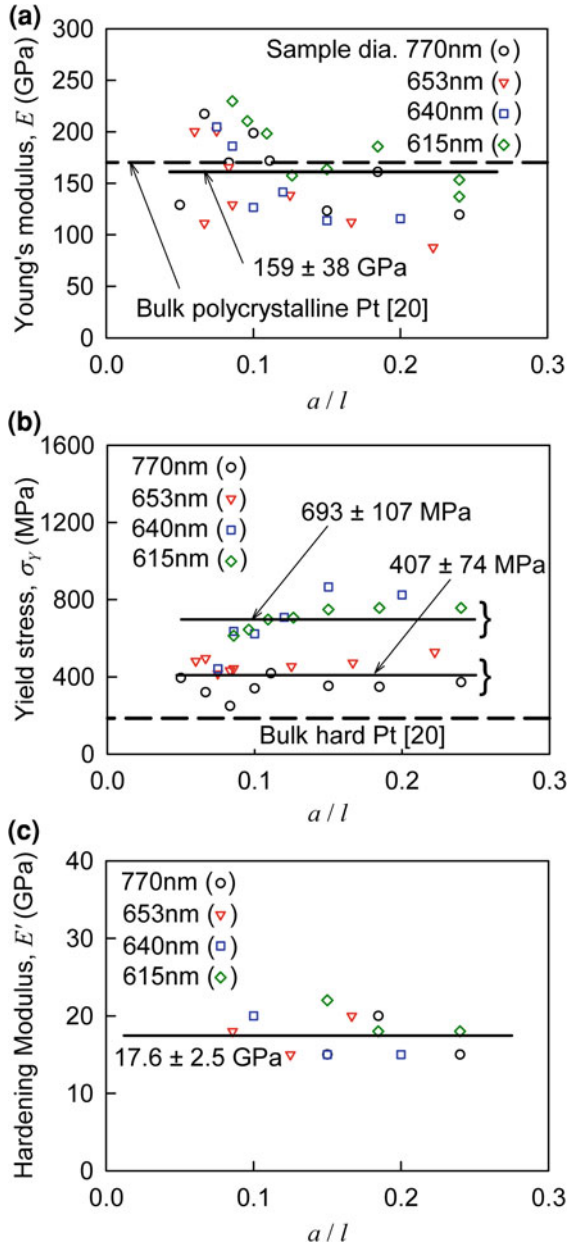 (a)
300
250
200
150
100
50
0
Young's modulus, E (GPa)
Sample dia. 770nm (○)
653nm (▽)
640nm (□)
615nm (◇)
159 ± 38 GPa
Bulk polycrystalline Pt [20]
0.0 0.1 0.2 0.3
a / l
(b)
1600
1200
800
400
0
Yield stress, σY (MPa)
770nm (○)
653nm (▽)
640nm (□)
615nm (◇)
693 ± 107 MPa
407 ± 74 MPa
}
}
Bulk hard Pt [20]
0.0 0.1 0.2 0.3
a / l
(c)
40
30
20
10
0
Hardening Modulus, E' (GPa)
770nm (○)
653nm (▽)
640nm (□)
615nm (◇)
17.6 ± 2.5 GPa
0.0 0.1 0.2 0.3
a / l